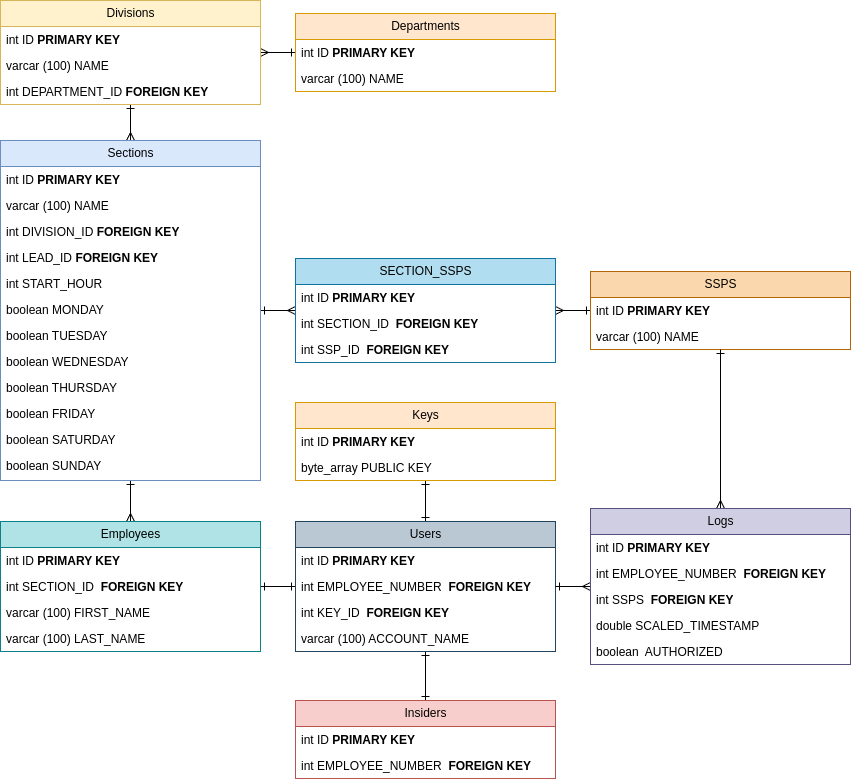 Divisions
int ID PRIMARY KEY
varcar (100) NAME
int DEPARTMENT_ID FOREIGN KEY
Departments
int ID PRIMARY KEY
varcar (100) NAME
Sections
int ID PRIMARY KEY
varcar (100) NAME
int DIVISION_ID FOREIGN KEY
int LEAD_ID FOREIGN KEY
int START_HOUR
boolean MONDAY
boolean TUESDAY
boolean WEDNESDAY
boolean THURSDAY
boolean FRIDAY
boolean SATURDAY
boolean SUNDAY
SECTION_SSPS
int ID PRIMARY KEY
int SECTION_ID  FOREIGN KEY
int SSP_ID  FOREIGN KEY
SSPS
int ID PRIMARY KEY
varcar (100) NAME
Keys
int ID PRIMARY KEY
byte_array PUBLIC KEY
Employees
int ID PRIMARY KEY
int SECTION_ID  FOREIGN KEY
varcar (100) FIRST_NAME
varcar (100) LAST_NAME
Users
int ID PRIMARY KEY
int EMPLOYEE_NUMBER  FOREIGN KEY
int KEY_ID  FOREIGN KEY
varcar (100) ACCOUNT_NAME
Logs
int ID PRIMARY KEY
int EMPLOYEE_NUMBER  FOREIGN KEY
int SSPS  FOREIGN KEY
double SCALED_TIMESTAMP
boolean  AUTHORIZED
Insiders
int ID PRIMARY KEY
int EMPLOYEE_NUMBER  FOREIGN KEY